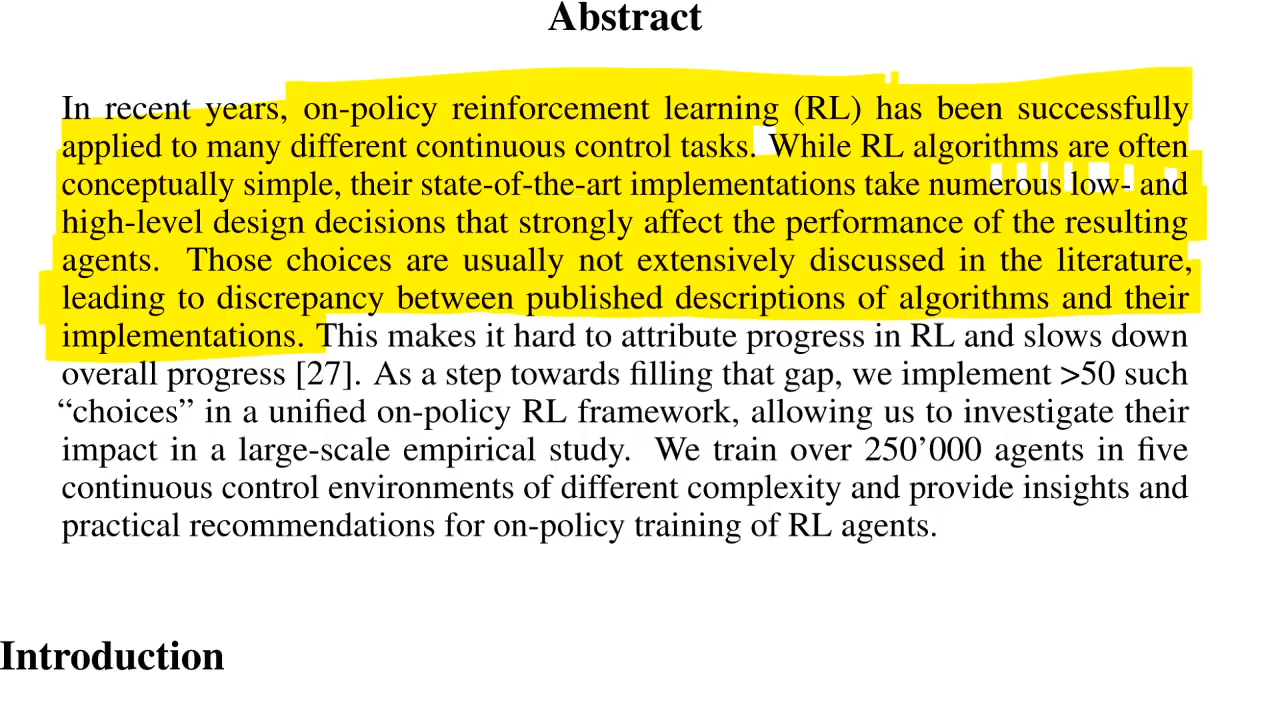 Abstract
In recent years, on-policy reinforcement learning (RL) has been successfully
applied to many different continuous control tasks. While RL algorithms are often
conceptually simple, their state-of-the-art implementations take numerous low- and
high-level design decisions that strongly affect the performance of the resulting
agents. Those choices are usually not extensively discussed in the literature,
leading to discrepancy between published descriptions of algorithms and their
implementations. This makes it hard to attribute progress in RL and slows down
overall progress [27]. As a step towards filling that gap, we implement >50 such
“choices” in a unified on-policy RL framework, allowing us to investigate their
impact in a large-scale empirical study. We train over 250’000 agents in five
continuous control environments of different complexity and provide insights and
practical recommendations for on-policy training of RL agents.
Introduction